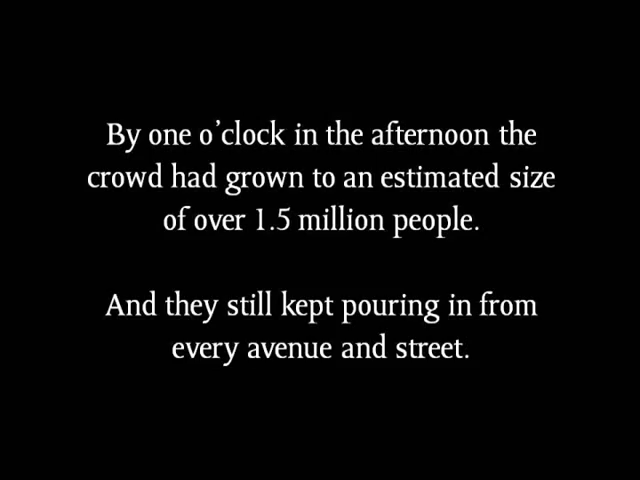 By one o’clock in the afternoon the
crowd had grown to an estimated size
of over 1.5 million people.
And they still kept pouring in from
every avenue and street.